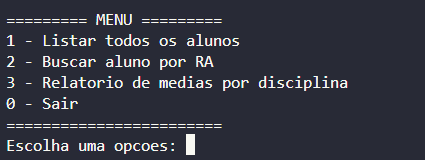 ========= MENU =========
1 - Listar todos os alunos
2 - Buscar aluno por RA
3 - Relatorio de medias por disciplina
0 - Sair
========================
Escolha uma opcoes: